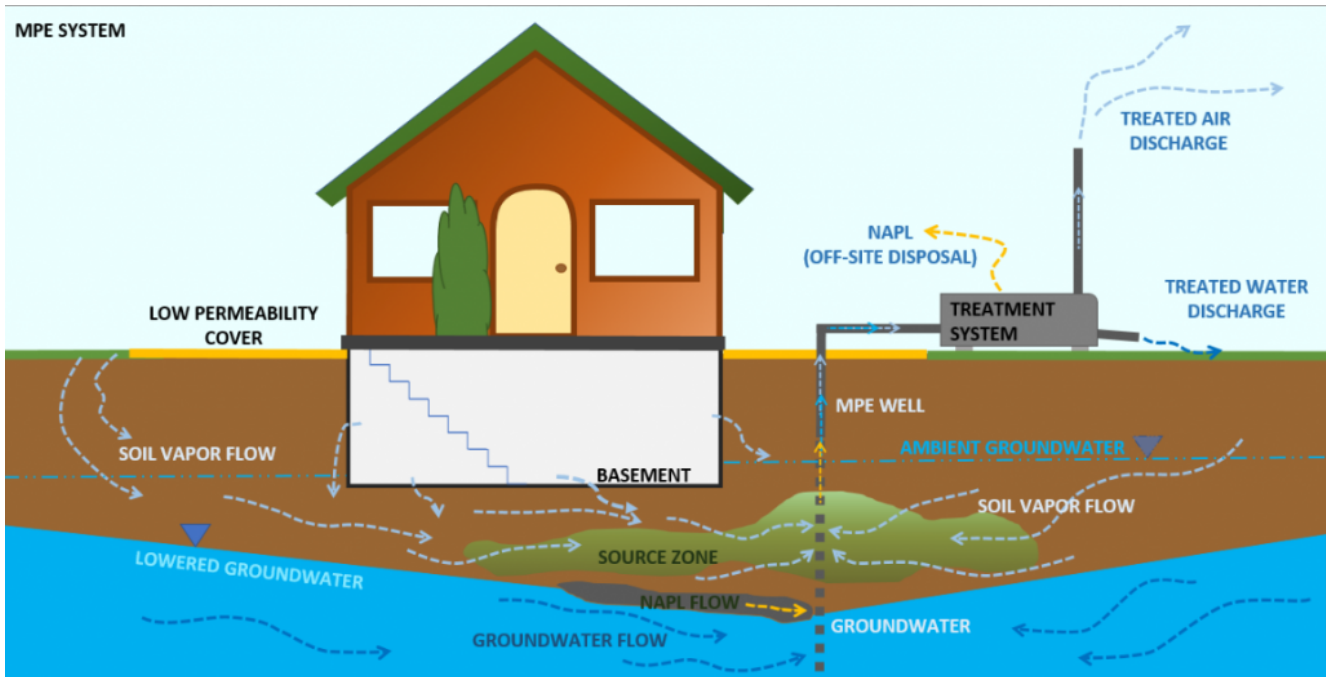 MPE SYSTEM
TREATED AIR
DISCHARGE
NAPL
(OFF-SITE DISPOSAL)
TREATED WATER
DISCHARGE
LOW PERMEABILITY
COVER
TREATMENT
SYSTEM
MPE WELL
SOIL VAPOR FLOW
AMBIENT GROUNDWATER
BASEMENT
SOIL VAPOR FLOW
LOWERED GROUNDWATER
SOURCE ZONE
NAPL FLOW
GROUNDWATER FLOW
GROUNDWATER